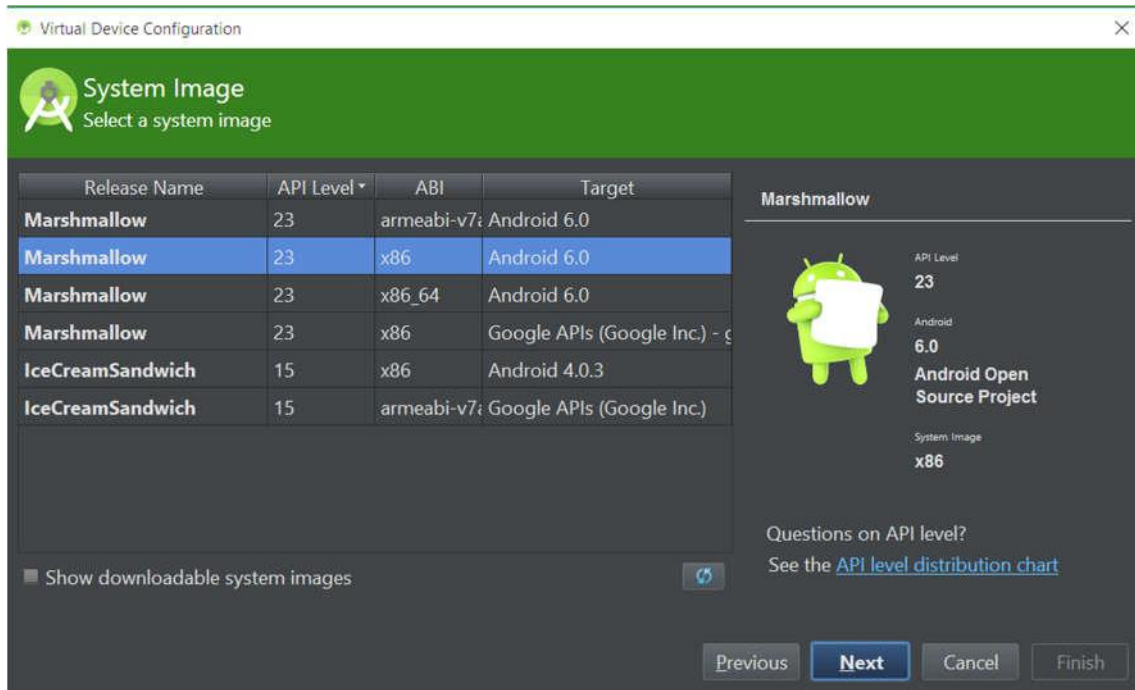 Virtual Device Configuration
System Image
Select a system image
Release Name API Level ABI Target
Marshmallow 23 armeabi-v7a Android 6.0
Marshmallow 23 x86 Android 6.0
Marshmallow 23 x86_64 Android 6.0
Marshmallow 23 x86 Google APIs (Google Inc.) - g
IceCreamSandwich 15 x86 Android 4.0.3
IceCreamSandwich 15 armeabi-v7a Google APIs (Google Inc.)
Show downloadable system images
Marshmallow
API Level
23
Android
6.0
Android Open
Source Project
System Image
x86
Questions on API level?
See the API level distribution chart
Previous Next Cancel Finish